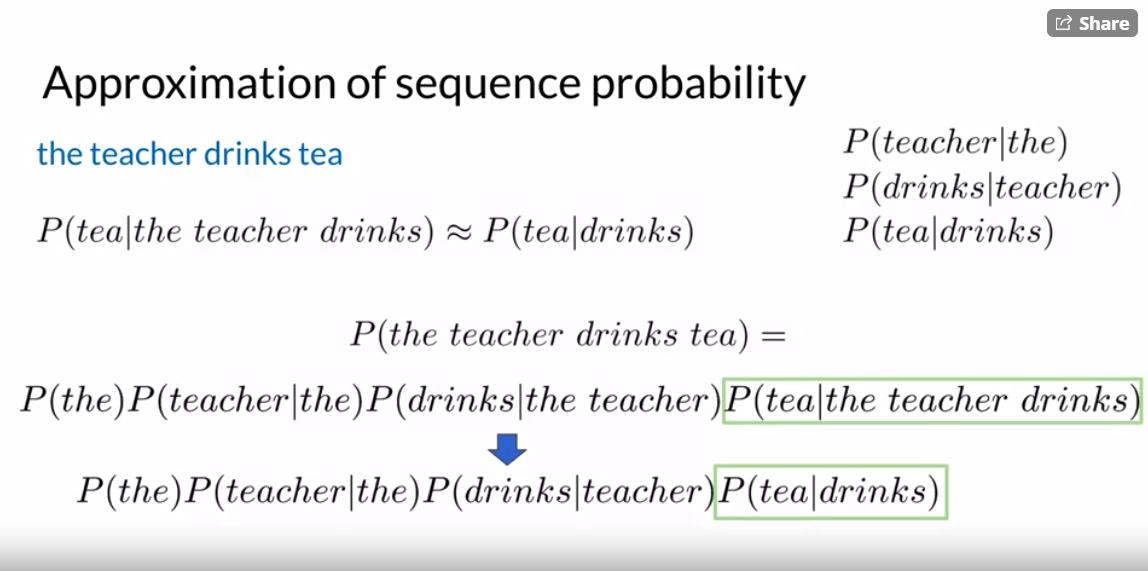 Share
Approximation of sequence probability
the teacher drinks tea
P(teacher|the)
P(drinks|teacher)
P(tea|the teacher drinks) ≈ P(tea|drinks)
P(tea|drinks)
P(the teacher drinks tea) =
P(the)P(teacher|the)P(drinks|the teacher)P(tea|the teacher drinks)
P(the)P(teacher|the)P(drinks|teacher)P(tea|drinks)